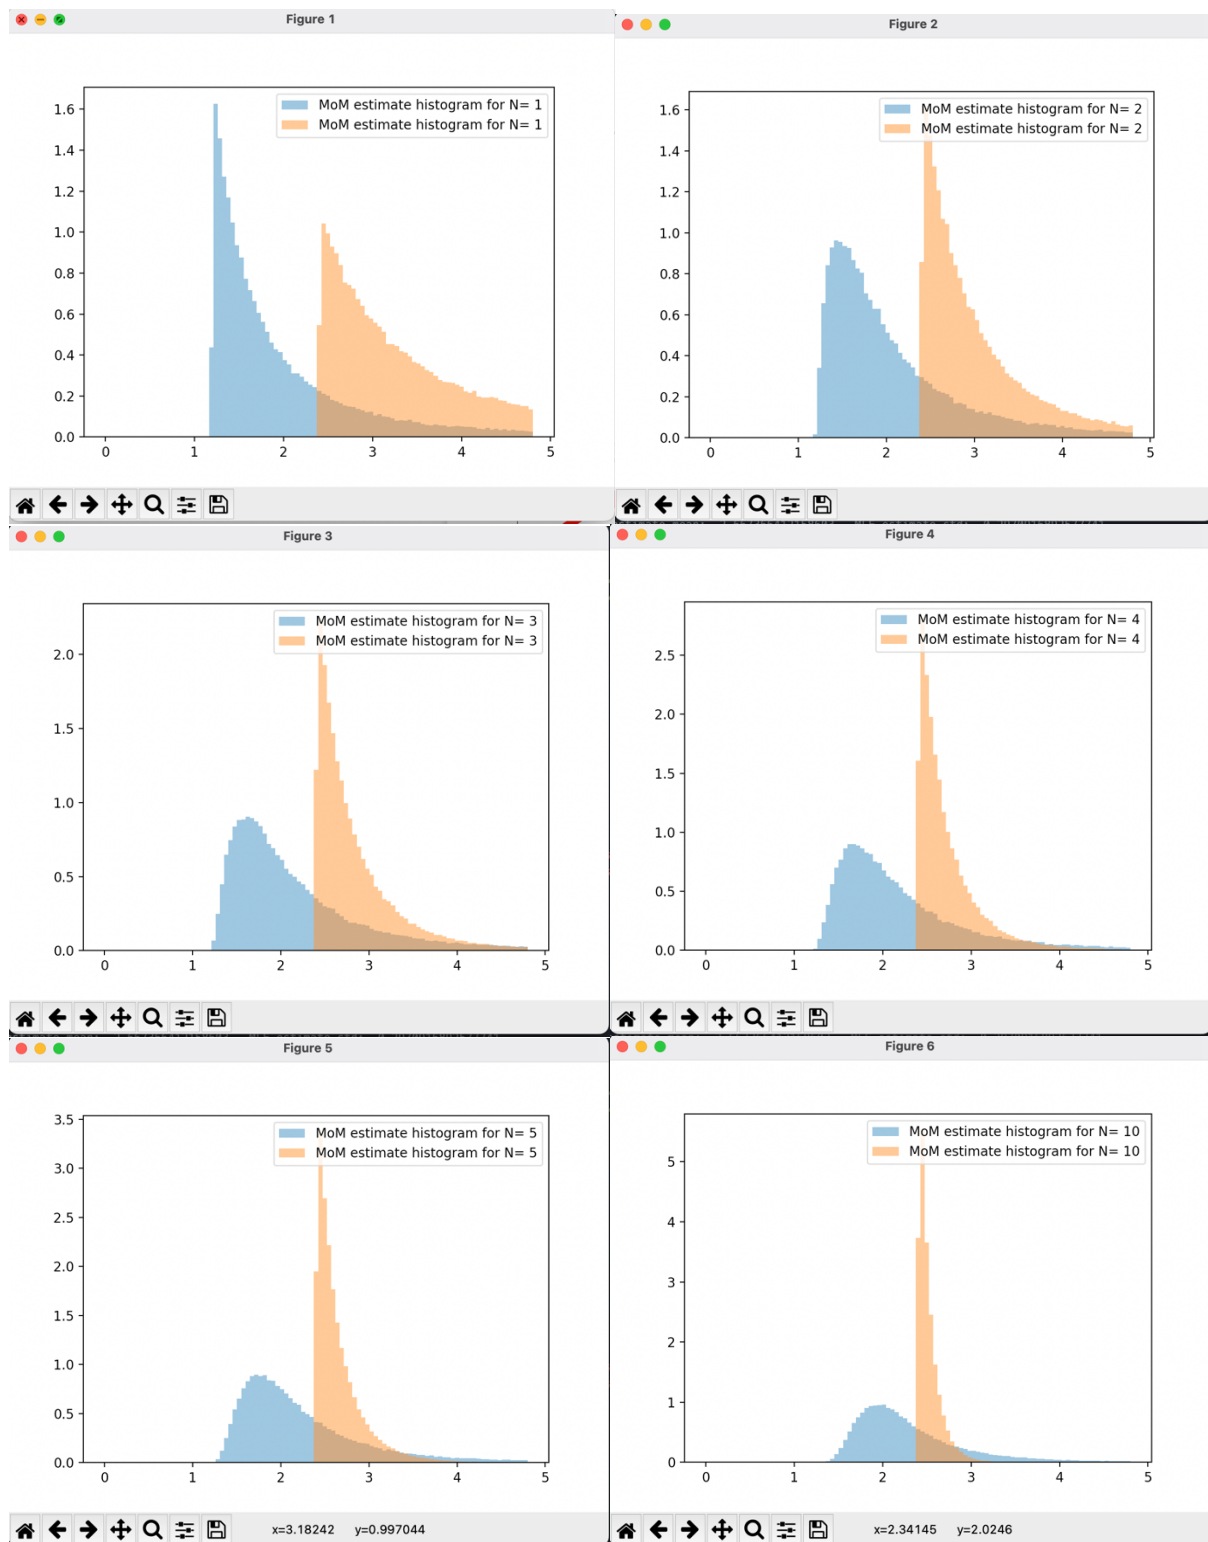 Figure 1
1.6
1.4
1.2
1.0
0.8
0.6
0.4
0.2
0.0
0 1 2 3 4 5
MoM estimate histogram for N= 1
MoM estimate histogram for N= 1
Figure 2
1.6
1.4
1.2
1.0
0.8
0.6
0.4
0.2
0.0
0 1 2 3 4 5
MoM estimate histogram for N= 2
MoM estimate histogram for N= 2
Figure 3
2.0
1.5
1.0
0.5
0.0
0 1 2 3 4 5
MoM estimate histogram for N= 3
MoM estimate histogram for N= 3
Figure 4
2.5
2.0
1.5
1.0
0.5
0.0
0 1 2 3 4 5
MoM estimate histogram for N= 4
MoM estimate histogram for N= 4
Figure 5
3.5
3.0
2.5
2.0
1.5
1.0
0.5
0.0
0 1 2 3 4 5
MoM estimate histogram for N= 5
MoM estimate histogram for N= 5
x=3.18242 y=0.997044
Figure 6
5
4
3
2
1
0
0 1 2 3 4 5
MoM estimate histogram for N= 10
MoM estimate histogram for N= 10
x=2.34145 y=2.0246